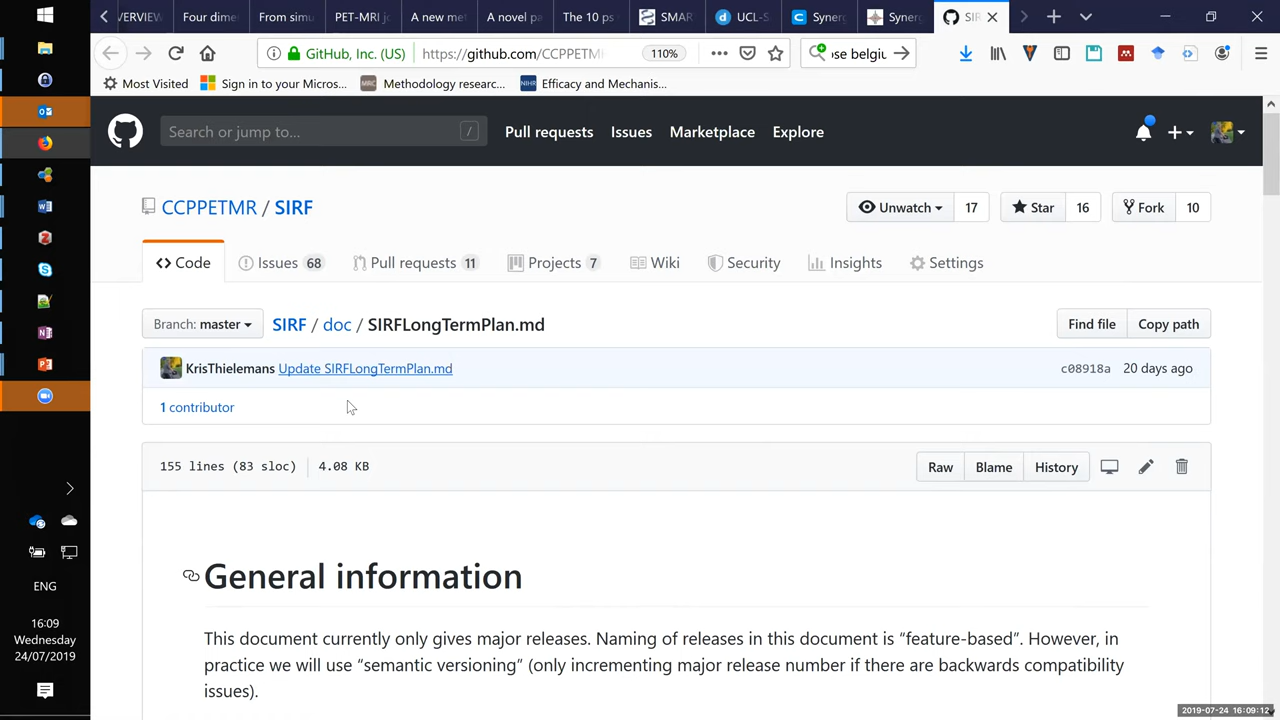 VERVIEW
Four dime
From simu
PET-MRI jo
A new met
A novel pa
The 10 ps
SMAR
UCL-S
Synerg
Synerg
SIR
GitHub, Inc. (US)
https://github.com/CCPPETMR
110%
ose belgiu
Most Visited
Sign in to your Micros...
Methodology researc...
Efficacy and Mechanis...
Search or jump to...
/
Pull requests
Issues
Marketplace
Explore
CCPPETMR / SIRF
Unwatch
17
Star
16
Fork
10
Code
Issues 68
Pull requests 11
Projects 7
Wiki
Security
Insights
Settings
Branch: master
SIRF / doc / SIRFLongTermPlan.md
Find file
Copy path
KrisThielemans Update SIRFLongTermPlan.md
c08918a 20 days ago
1 contributor
155 lines (83 sloc)
4.08 KB
Raw
Blame
History
General information
This document currently only gives major releases. Naming of releases in this document is “feature-based”. However, in
practice we will use “semantic versioning” (only incrementing major release number if there are backwards compatibility
issues).
ENG
16:09
Wednesday
24/07/2019
2019-07-24 16:09:12